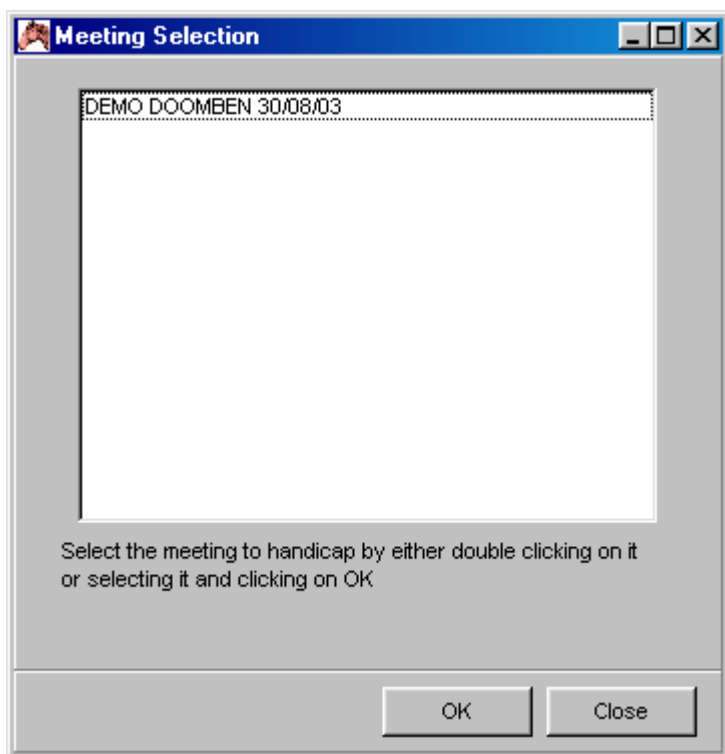 Meeting Selection
DEMO DOOMBEN 30/08/03
Select the meeting to handicap by either double clicking on it
or selecting it and clicking on OK
OK
Close